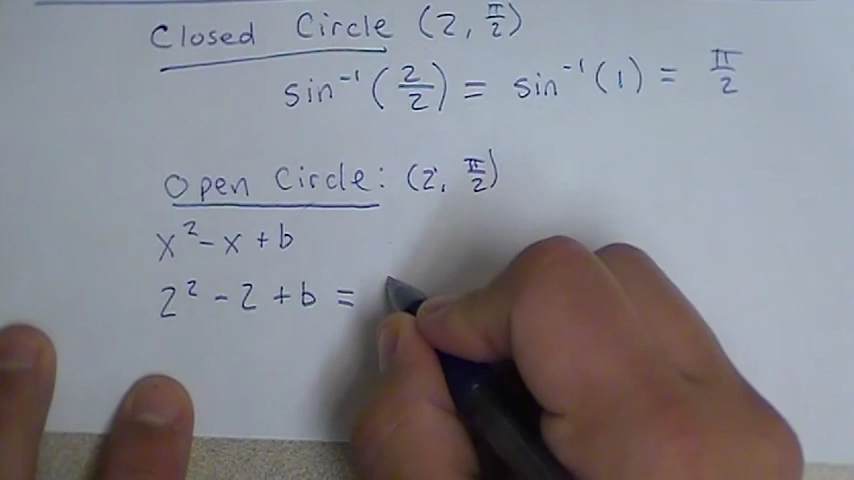 Closed Circle (2, π/2)
sin⁻¹(2/2) = sin⁻¹(1) = π/2
Open Circle: (2, π/2)
x² - x + b
2² - 2 + b =